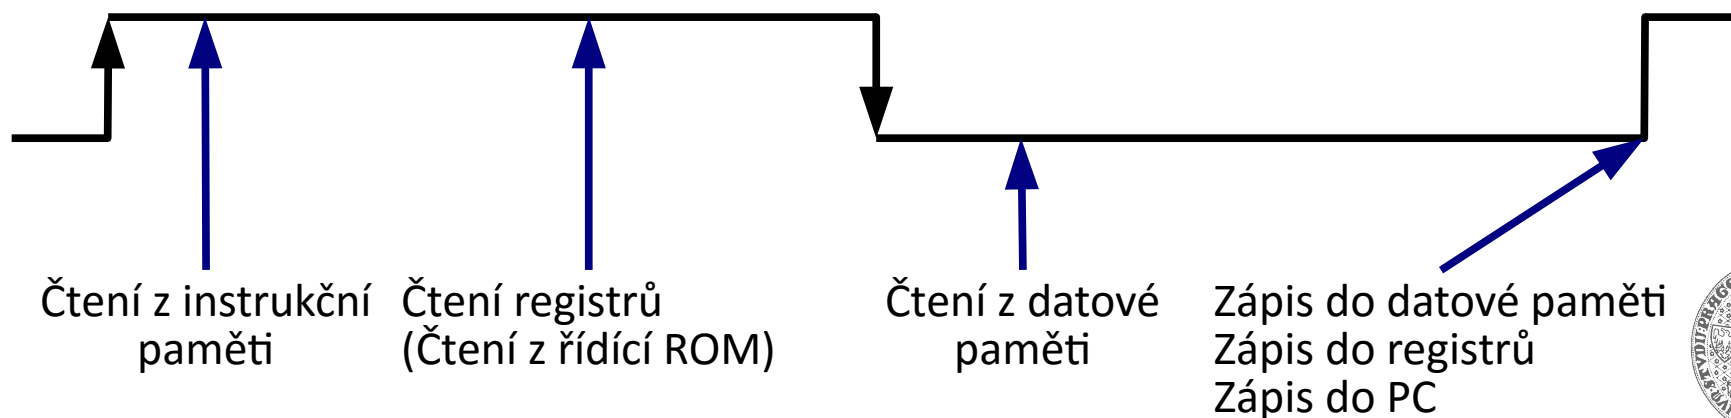 Čtení z instrukční
paměti
Čtení registrů
(Čtení z řídící ROM)
Čtení z datové
paměti
Zápis do datové paměti
Zápis do registrů
Zápis do PC